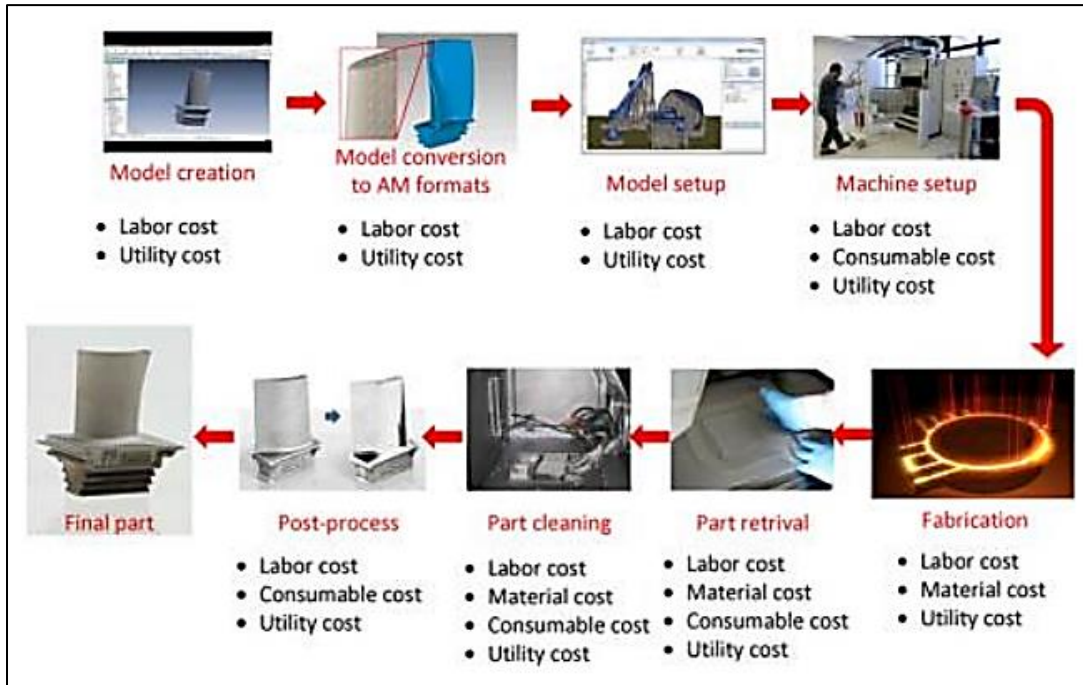 Model creation
• Labor cost
• Utility cost
Model conversion
to AM formats
• Labor cost
• Utility cost
Model setup
• Labor cost
• Utility cost
Machine setup
• Labor cost
• Consumable cost
• Utility cost
Fabrication
• Labor cost
• Material cost
• Utility cost
Part retrival
• Labor cost
• Material cost
• Consumable cost
• Utility cost
Part cleaning
• Labor cost
• Material cost
• Consumable cost
• Utility cost
Post-process
• Labor cost
• Consumable cost
• Utility cost
Final part